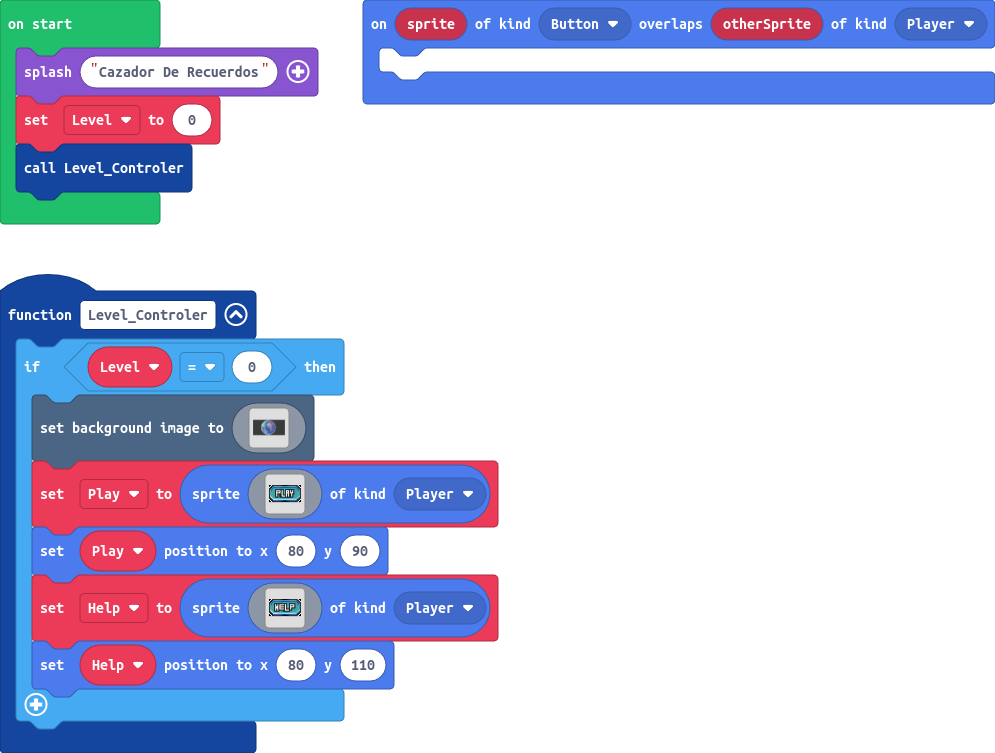 on start
splash "Cazador De Recuerdos"
set Level to 0
call Level_Controler
on sprite of kind Button overlaps otherSprite of kind Player
function Level_Controler
if Level = 0 then
set background image to
set Play to sprite PLAY of kind Player
set Play position to x 80 y 90
set Help to sprite HELP of kind Player
set Help position to x 80 y 110